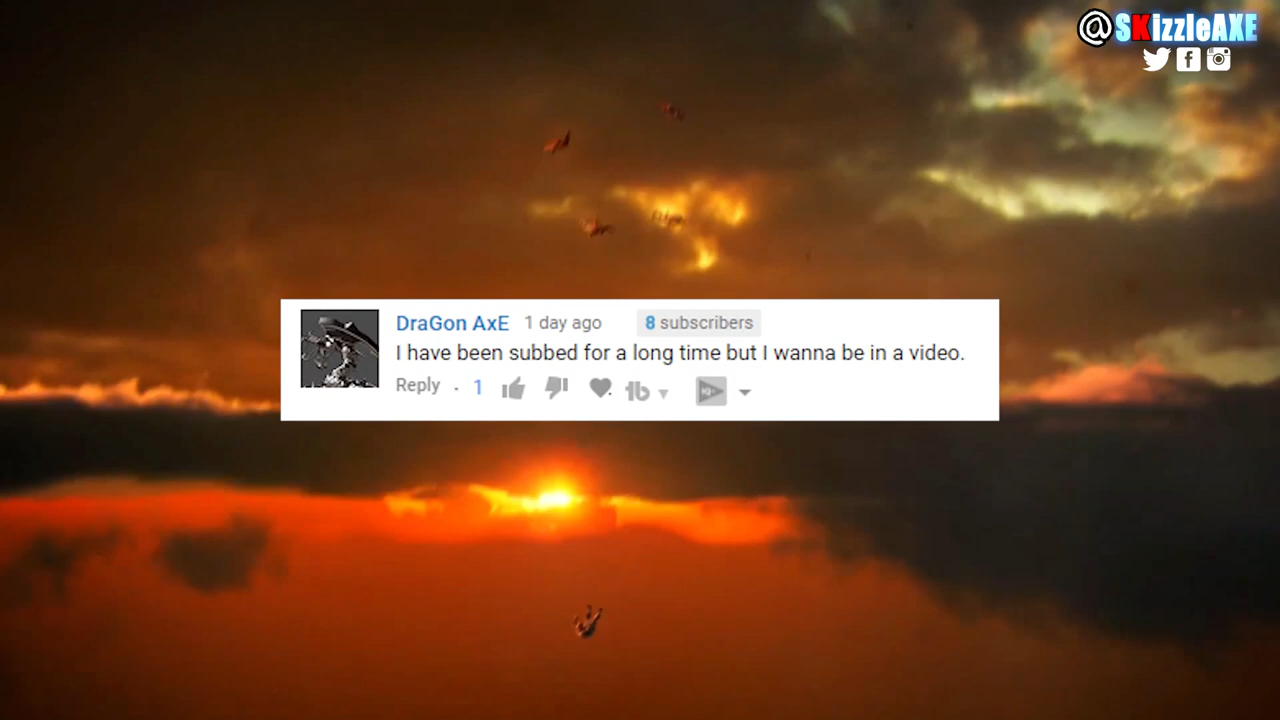 @SKizzleAXE
DraGon AxE 1 day ago 8 subscribers
I have been subbed for a long time but I wanna be in a video.
Reply · 1